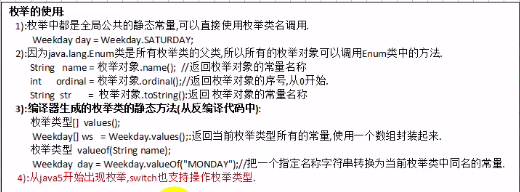 枚举的使用:
1):枚举中都是全局公共的静态常量,可以直接使用枚举类名调用.
Weekday day = Weekday.SATURDAY;
2):因为java.lang.Enum类是所有枚举类的父类,所以所有的枚举对象可以调用Enum类中的方法.
String name = 枚举对象.name(); //返回枚举对象的常量名称
int ordinal = 枚举对象.ordinal();//返回枚举对象的序号,从0开始.
String str = 枚举对象.toString():返回枚举对象的常量名称
3):编译器生成的枚举类的静态方法(从反编译代码中):
枚举类型[] values();
Weekday[] ws = Weekday.values();:返回当前枚举类型所有的常量,使用一个数组封装起来.
枚举类型 valueof(String name);
Weekday day = Weekday.valueOf("MONDAY");//把一个指定名称字符串转换为当前枚举类中同名的常量.
4):从java5开始出现枚举,switch也支持操作枚举类型.